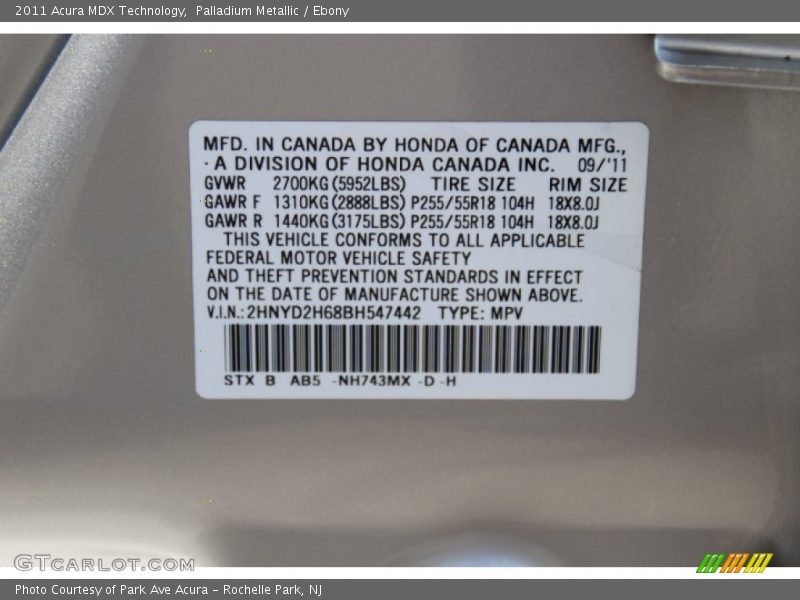 2011 Acura MDX Technology,  Palladium Metallic / Ebony
MFD. IN CANADA BY HONDA OF CANADA MFG.,
A DIVISION OF HONDA CANADA INC. 09/'11
GVWR 2700KG(5952LBS) TIRE SIZE RIM SIZE
GAWR F 1310KG(2888LBS) P255/55R18 104H 18X8.0J
GAWR R 1440KG(3175LBS) P255/55R18 104H 18X8.0J
THIS VEHICLE CONFORMS TO ALL APPLICABLE
FEDERAL MOTOR VEHICLE SAFETY
AND THEFT PREVENTION STANDARDS IN EFFECT
ON THE DATE OF MANUFACTURE SHOWN ABOVE.
V.I.N.:2HNYD2H68BH547442 TYPE: MPV
STX B AB5 -NH743MX -D -H
GTCARLOT.COM
Photo Courtesy of Park Ave Acura - Rochelle Park, NJ